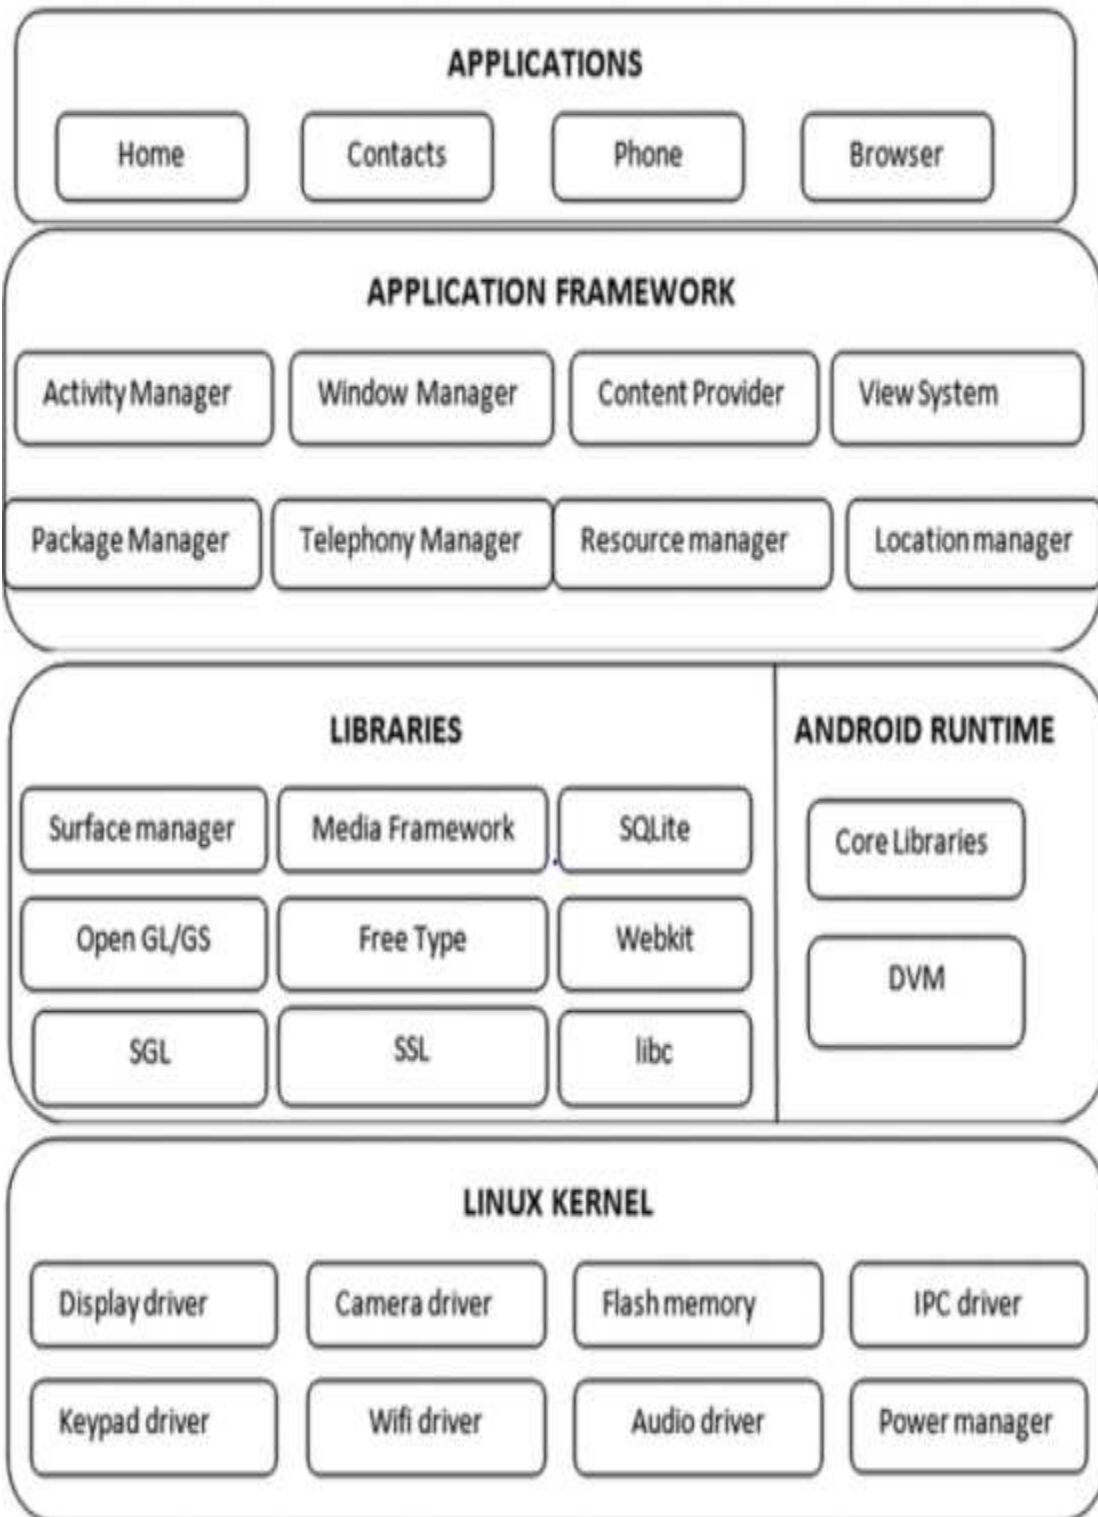 APPLICATIONS
Home Contacts Phone Browser
APPLICATION FRAMEWORK
Activity Manager Window Manager Content Provider View System
Package Manager Telephony Manager Resource manager Location manager
LIBRARIES ANDROID RUNTIME
Surface manager Media Framework SQLite Core Libraries
Open GL/GS Free Type Webkit DVM
SGL SSL libc
LINUX KERNEL
Display driver Camera driver Flash memory IPC driver
Keypad driver Wifi driver Audio driver Power manager